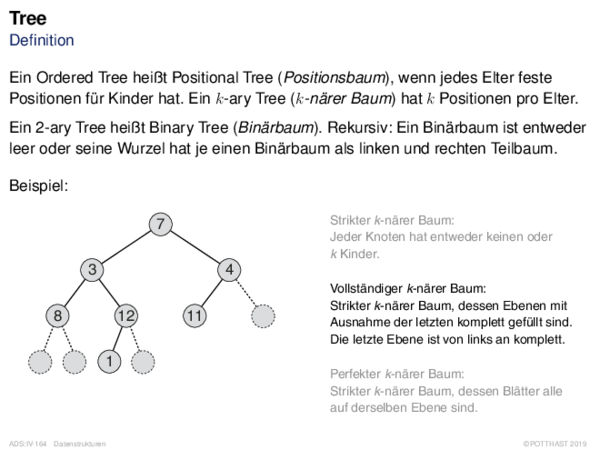 Tree
Definition
Ein Ordered Tree heißt Positional Tree (Positionsbaum), wenn jedes Elter feste
Positionen für Kinder hat. Ein k-ary Tree (k-närer Baum) hat k Positionen pro Elter.
Ein 2-ary Tree heißt Binary Tree (Binärbaum). Rekursiv: Ein Binärbaum ist entweder
leer oder seine Wurzel hat je einen Binärbaum als linken und rechten Teilbaum.
Beispiel:
7
3
4
8
12
11
1
Strikter k-närer Baum:
Jeder Knoten hat entweder keinen oder
k Kinder.
Vollständiger k-närer Baum:
Strikter k-närer Baum, dessen Ebenen mit
Ausnahme der letzten komplett gefüllt sind.
Die letzte Ebene ist von links an komplett.
Perfekter k-närer Baum:
Strikter k-närer Baum, dessen Blätter alle
auf derselben Ebene sind.
ADS:IV-164 Datenstrukturen
© POTTHAST 2019